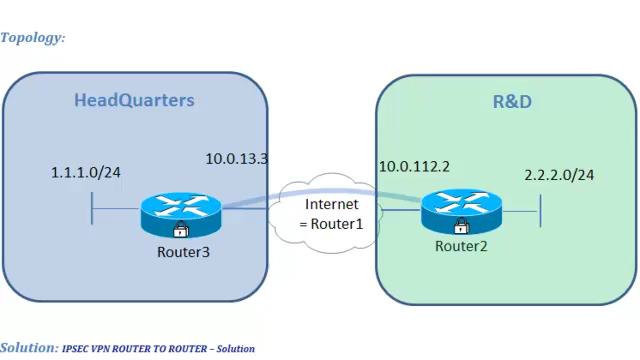 Topology:
HeadQuarters
R&D
1.1.1.0/24
10.0.13.3
10.0.112.2
2.2.2.0/24
Internet
= Router1
Router3
Router2
Solution: IPSEC VPN ROUTER TO ROUTER – Solution